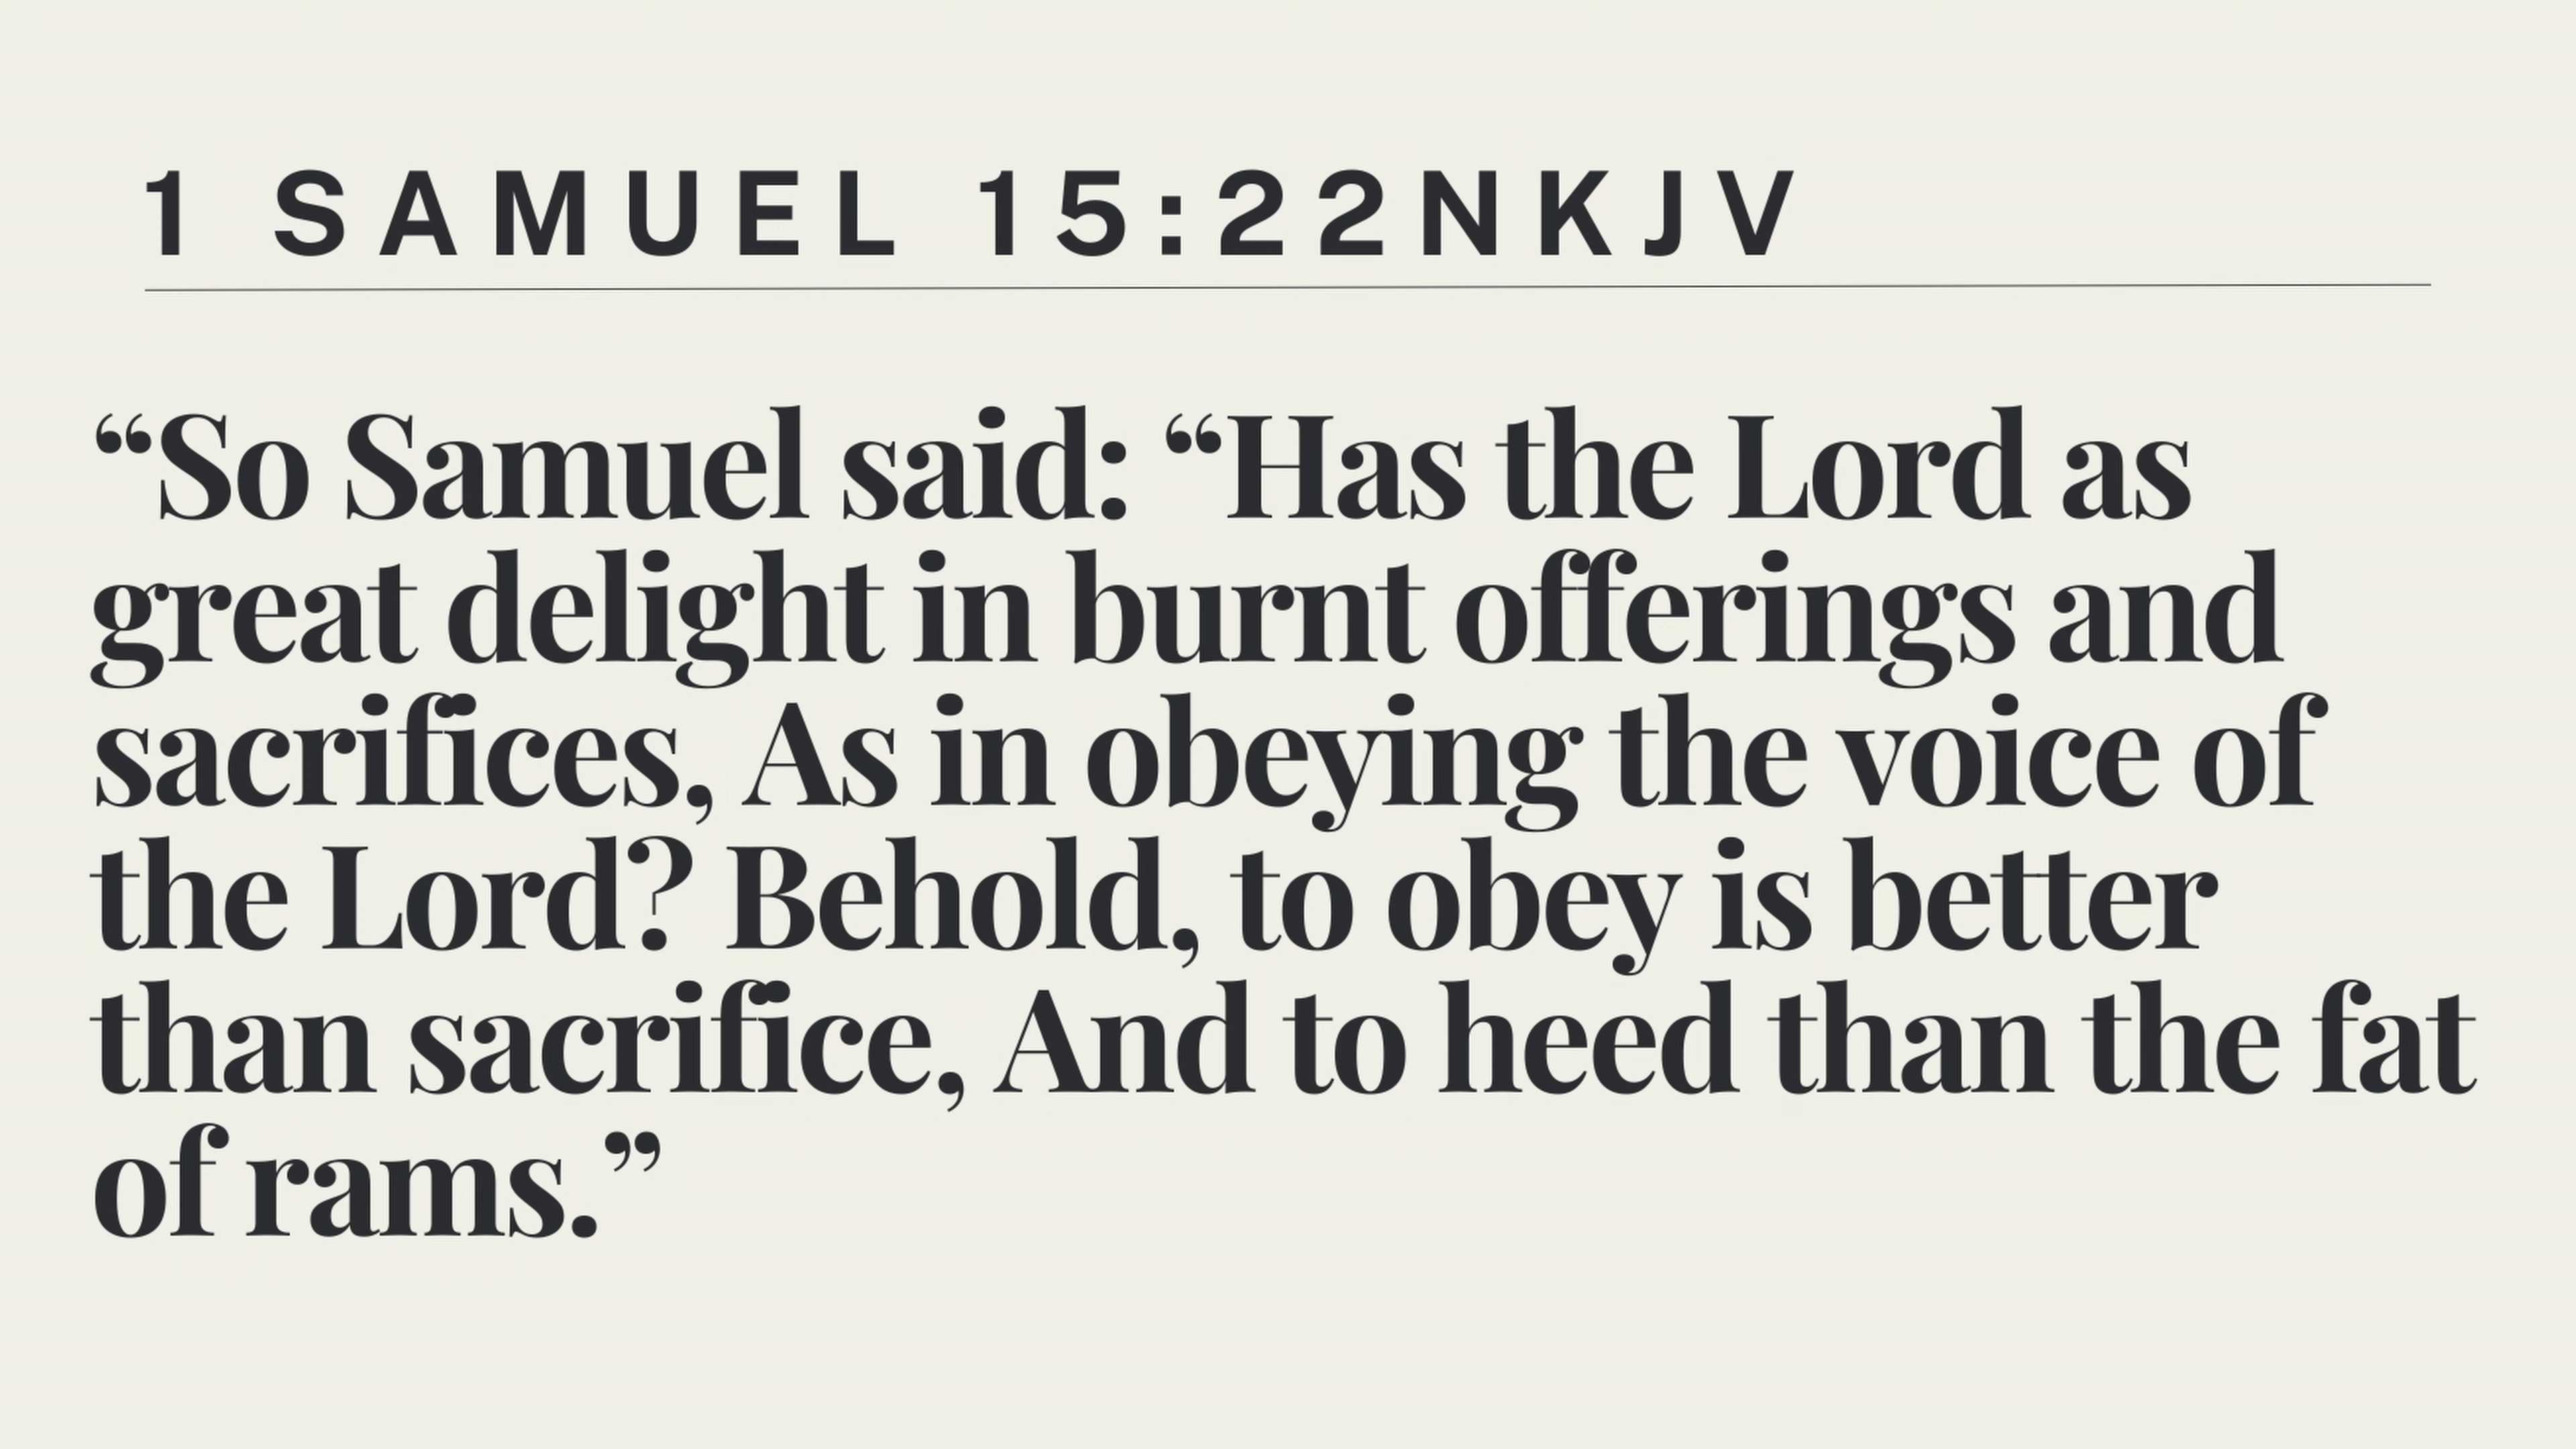 1 SAMUEL 15:22NKJV
“So Samuel said: “Has the Lord as
great delight in burnt offerings and
sacrifices, As in obeying the voice of
the Lord? Behold, to obey is better
than sacrifice, And to heed than the fat
of rams.”